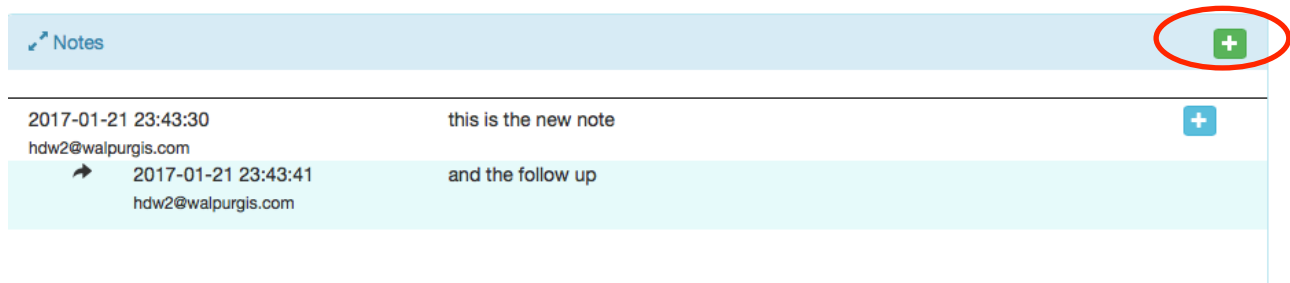 Notes
2017-01-21 23:43:30 this is the new note
hdw2@walpurgis.com
2017-01-21 23:43:41 and the follow up
hdw2@walpurgis.com